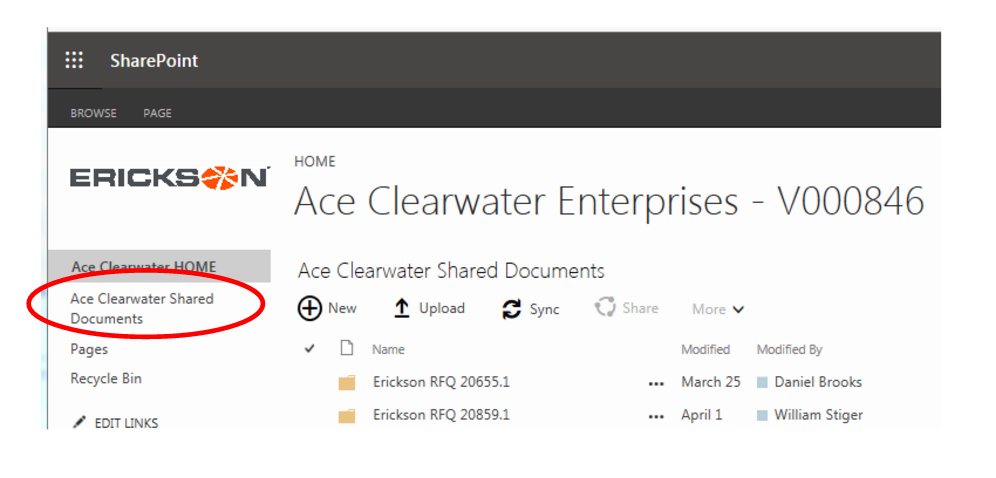 SharePoint
BROWSE PAGE
ERICKSON
HOME
Ace Clearwater Enterprises - V000846
Ace Clearwater HOME
Ace Clearwater Shared
Documents
Pages
Recycle Bin
EDIT LINKS
Ace Clearwater Shared Documents
New Upload Sync Share More
Name Modified Modified By
Erickson RFQ 20655.1 ... March 25 Daniel Brooks
Erickson RFQ 20859.1 ... April 1 William Stiger